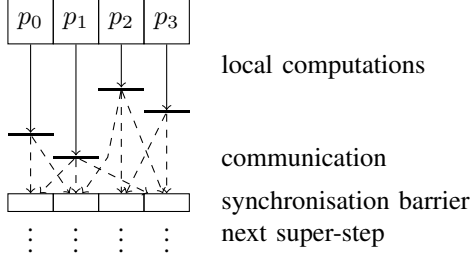 p₀ p₁ p₂ p₃
local computations
communication
synchronisation barrier
next super-step